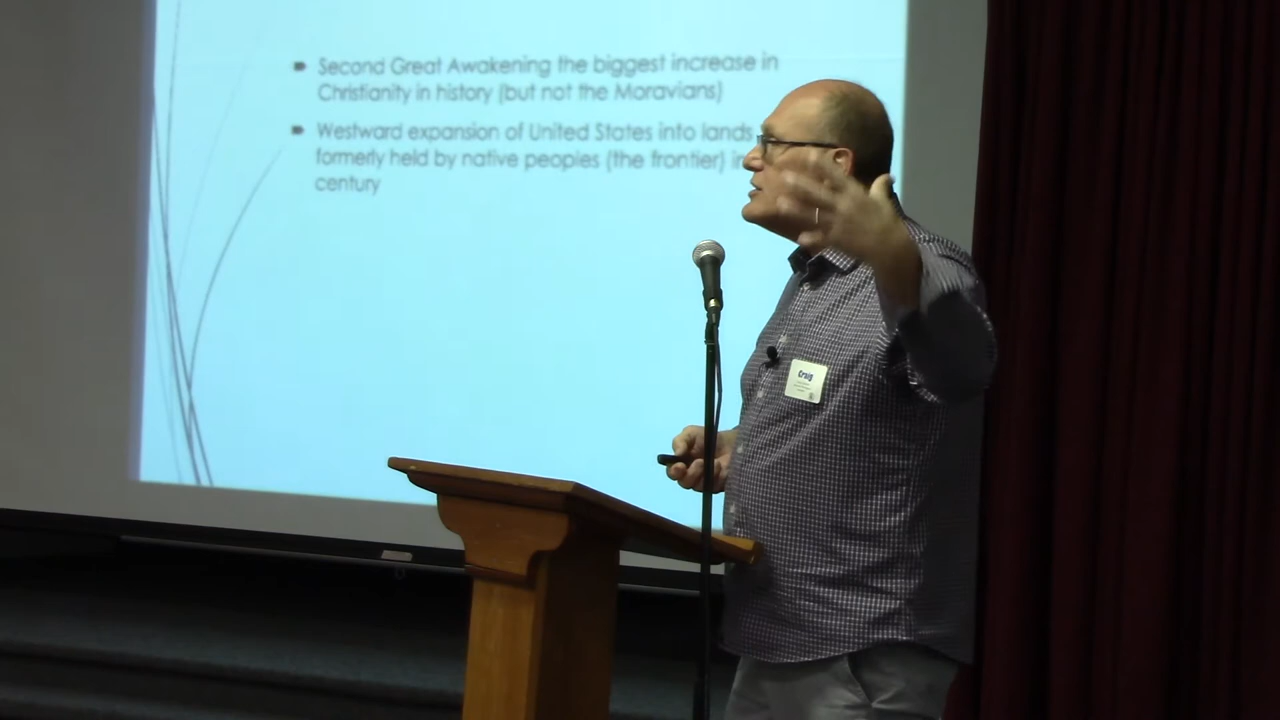 Second Great Awakening the biggest increase in
Christianity in history (but not the Moravians)
Westward expansion of United States into lands
formerly held by native peoples (the frontier) in
century
Craig